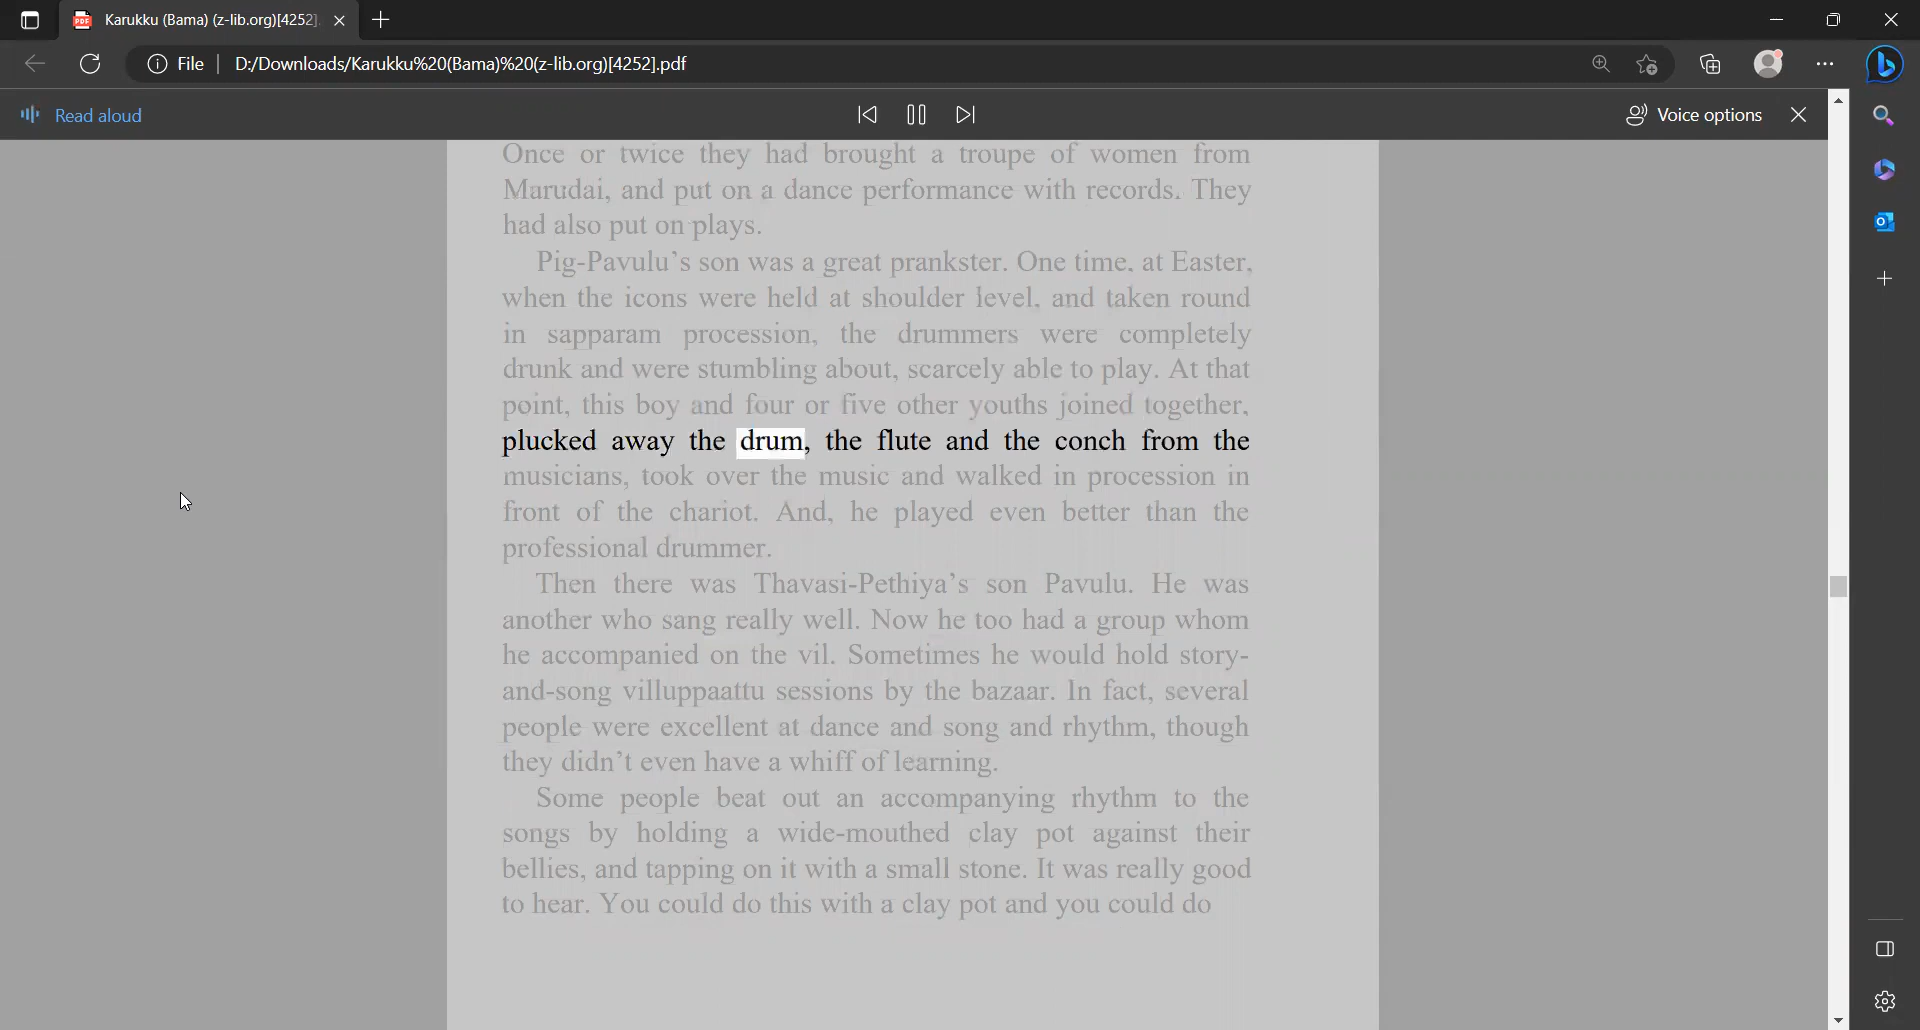 Karukku (Bama) (z-lib.org)[4252].
File
D:/Downloads/Karukku%20(Bama)%20(z-lib.org)[4252].pdf
Read aloud
Voice options
Once or twice they had brought a troupe of women from
Marudai, and put on a dance performance with records. They
had also put on plays.
Pig-Pavulu's son was a great prankster. One time, at Easter,
when the icons were held at shoulder level, and taken round
in sapparam procession, the drummers were completely
drunk and were stumbling about, scarcely able to play. At that
point, this boy and four or five other youths joined together,
plucked away the drum, the flute and the conch from the
musicians, took over the music and walked in procession in
front of the chariot. And, he played even better than the
professional drummer.
Then there was Thavasi-Pethiya's son Pavulu. He was
another who sang really well. Now he too had a group whom
he accompanied on the vil. Sometimes he would hold story-
and-song villuppaattu sessions by the bazaar. In fact, several
people were excellent at dance and song and rhythm, though
they didn't even have a whiff of learning.
Some people beat out an accompanying rhythm to the
songs by holding a wide-mouthed clay pot against their
bellies, and tapping on it with a small stone. It was really good
to hear. You could do this with a clay pot and you could do